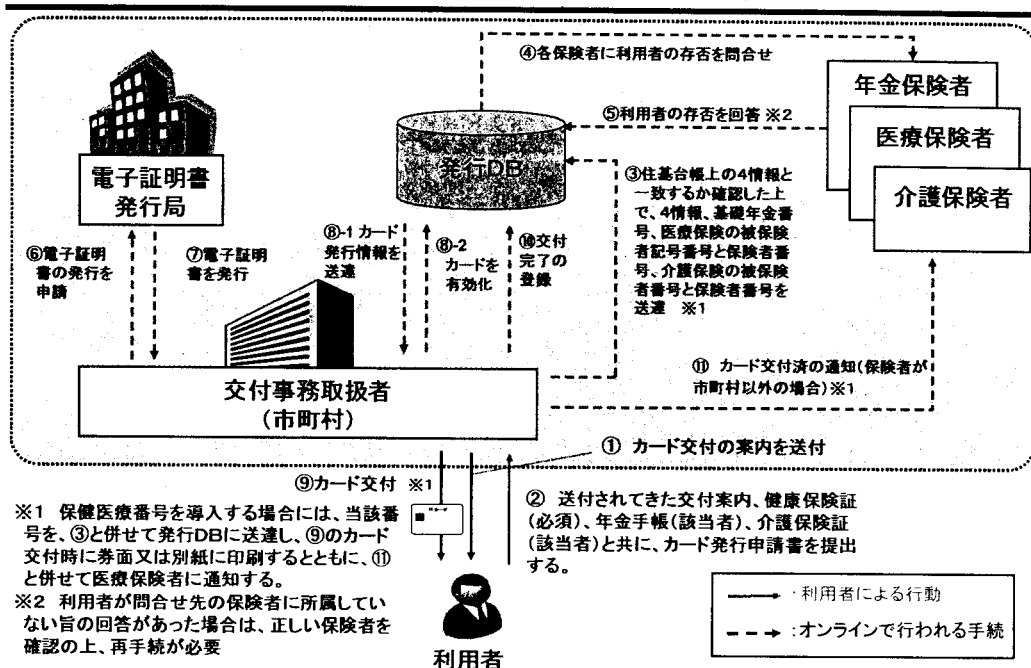 ④各保険者に利用者の存否を問合せ
年金保険者
医療保険者
介護保険者
⑤利用者の存否を回答 ※2
発行DB
電子証明書
発行局
③住基台帳上の4情報と
一致するか確認した上
で、4情報、基礎年金番
号、医療保険の被保険
者記号番号と保険者番
号、介護保険の被保険
者番号と保険者番号を
送達 ※1
⑥電子証明
書の発行を
申請
⑦電子証明
書を発行
⑧-1 カード
発行情報を
送達
⑧-2
カードを
有効化
⑩交付
完了の
登録
⑪ カード交付済の通知(保険者が
市町村以外の場合)※1
交付事務取扱者
(市町村)
① カード交付の案内を送付
⑨カード交付 ※1
② 送付されてきた交付案内、健康保険証
(必須)、年金手帳(該当者)、介護保険証
(該当者)と共に、カード発行申請書を提出
する。
※1 保健医療番号を導入する場合には、当該番
号を、③と併せて発行DBに送達し、⑨のカード
交付時に券面又は別紙に印刷するとともに、⑪
と併せて医療保険者に通知する。
※2 利用者が問合せ先の保険者に所属してい
ない旨の回答があった場合は、正しい保険者を
確認の上、再手続が必要
利用者
:利用者による行動
:オンラインで行われる手続